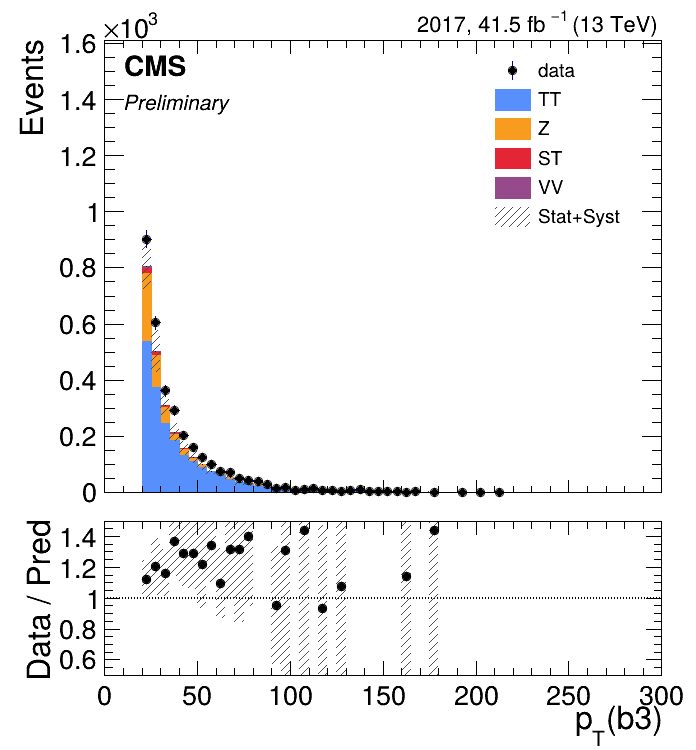 ×10³
2017, 41.5 fb⁻¹ (13 TeV)
CMS
Preliminary
Events
1.6
1.4
1.2
1
0.8
0.6
0.4
0.2
0
data
TT
Z
ST
VV
Stat+Syst
Data / Pred
1.4
1.2
1
0.8
0.6
0
50
100
150
200
250
300
p_T(b3)